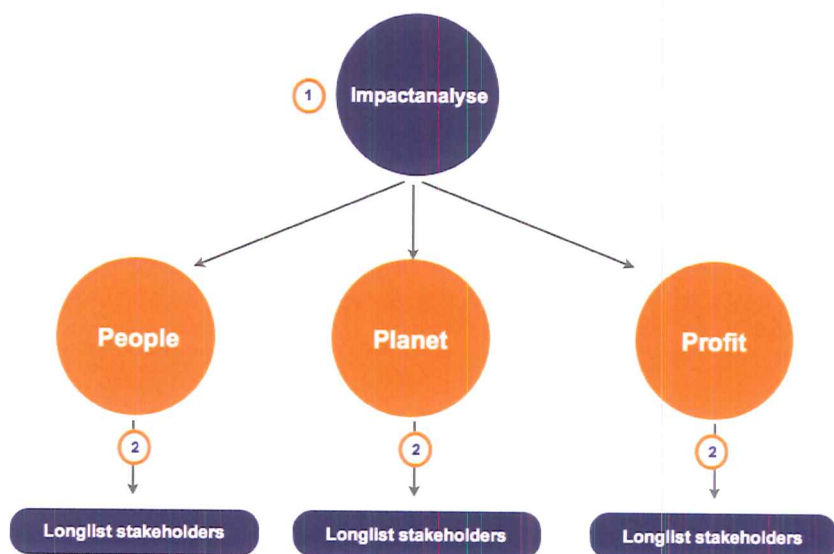 1
Impactanalyse
People
Planet
Profit
2
2
2
Longlist stakeholders
Longlist stakeholders
Longlist stakeholders